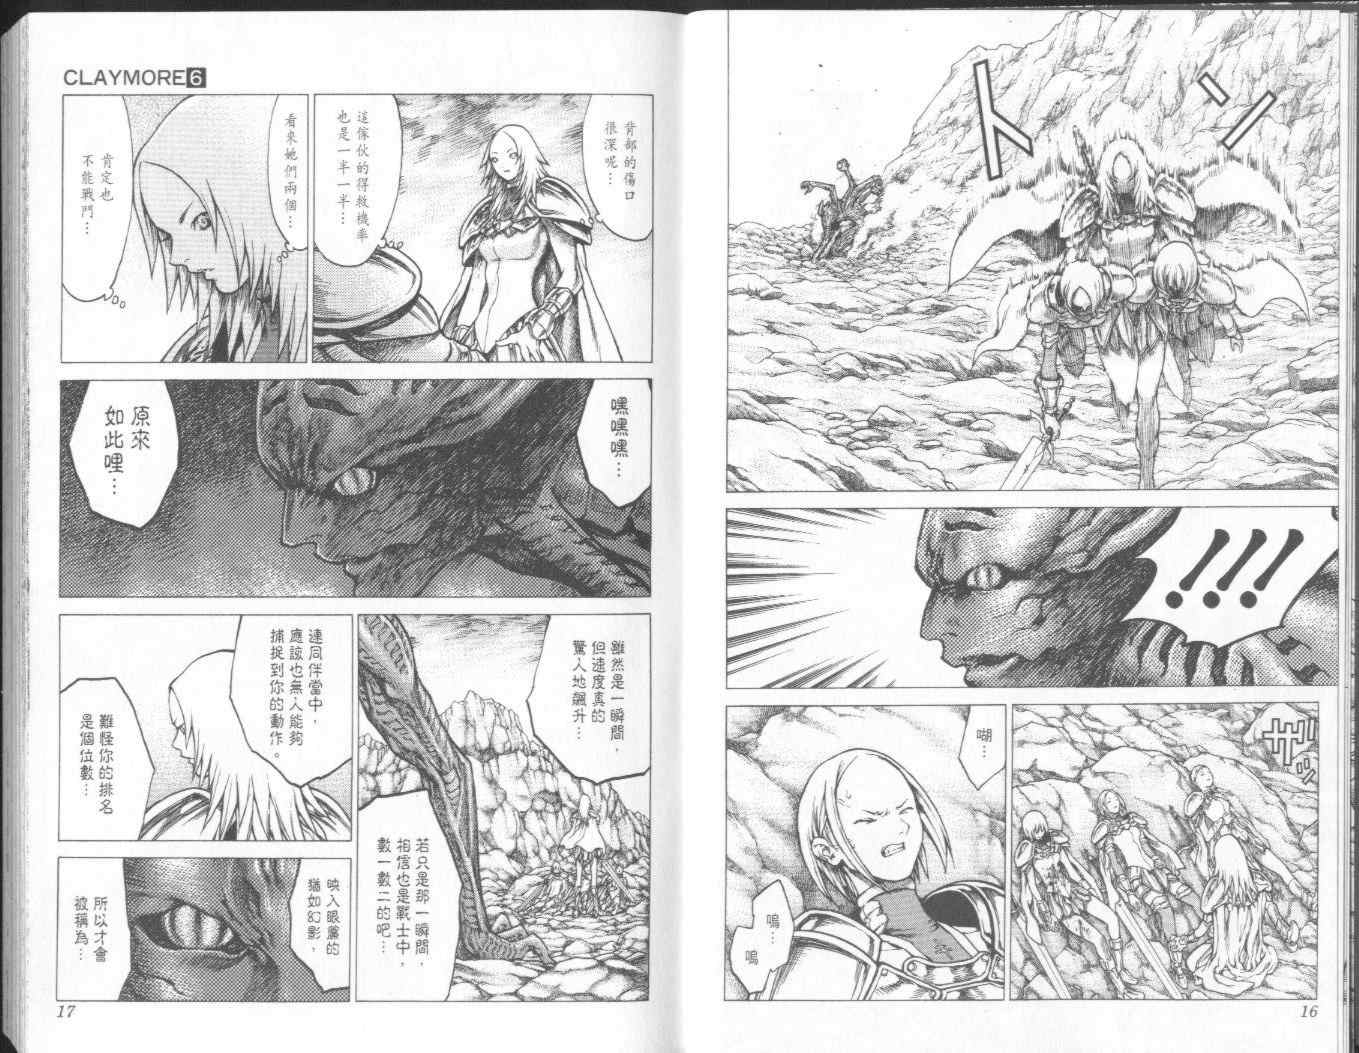 トン
!!!
ザッ
嗚…
嗚…
嗚
16
CLAYMORE6
背部的傷口
很深呢…
這傢伙的得救機率
也是一半一半…
看來她們兩個…
肯定也
不能戰鬥…
嘿嘿嘿…
原來
如此哩…
雖然是一瞬間，
但速度真的
驚人地飆升…
若只是那一瞬間，
相信也是戰士中，
數一數二的吧…
連同伴當中，
應該也無人能夠
捕捉到你的動作。
難怪你的排名
是個位數…
映入眼簾的
猶如幻影，
所以才會
被稱為…
17